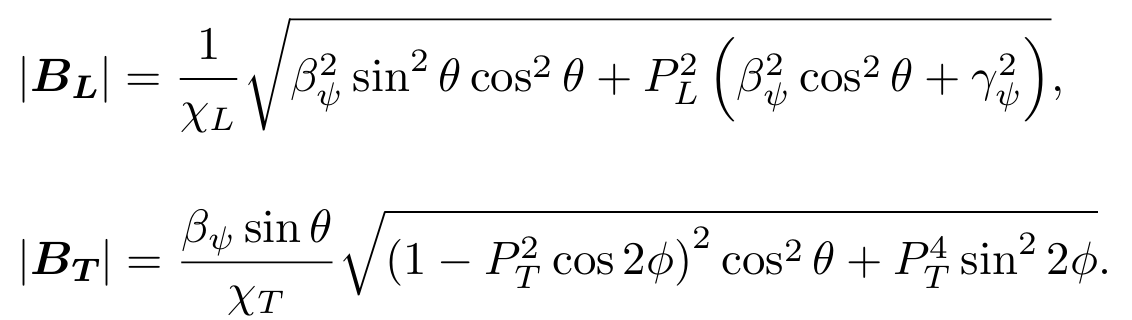 |B_L| = \frac{1}{\chi_L} \sqrt{\beta_\psi^2 \sin^2 \theta \cos^2 \theta + P_L^2 \left( \beta_\psi^2 \cos^2 \theta + \gamma_\psi^2 \right)},
|B_T| = \frac{\beta_\psi \sin \theta}{\chi_T} \sqrt{\left( 1 - P_T^2 \cos 2\phi \right)^2 \cos^2 \theta + P_T^4 \sin^2 2\phi}.